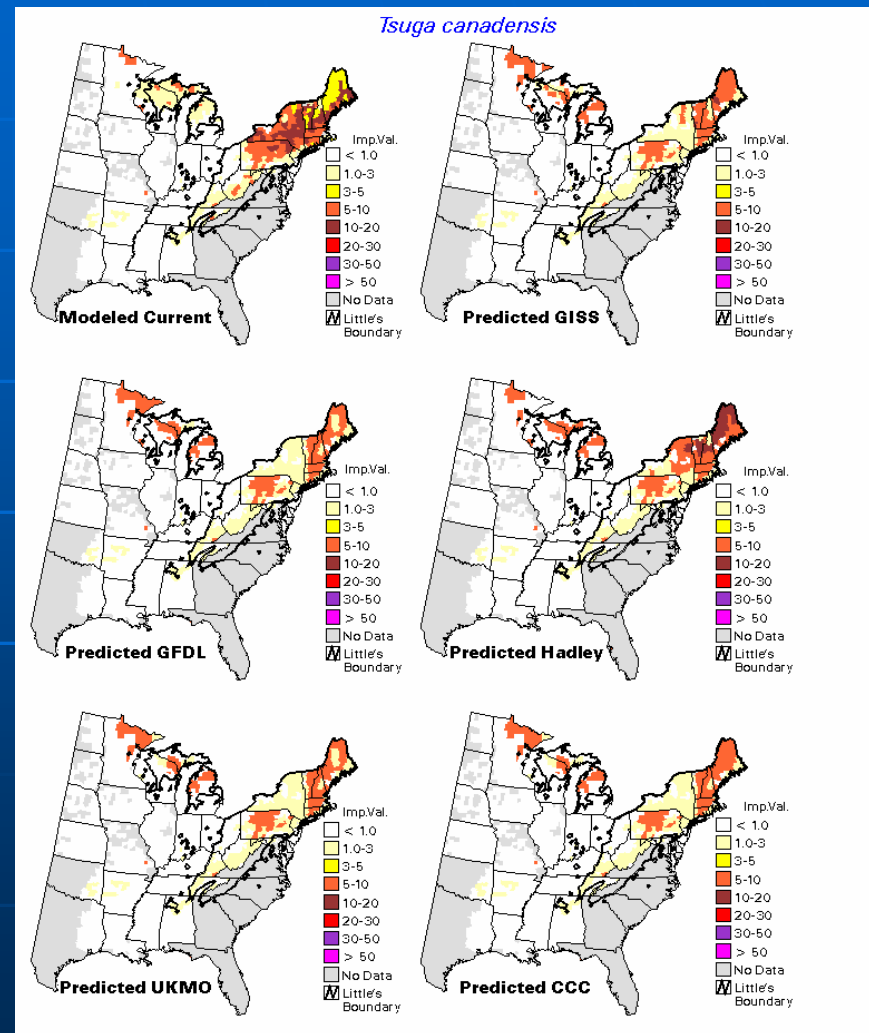 Tsuga canadensis
Imp.Val.
< 1.0
1.0-3
3-5
5-10
10-20
20-30
30-50
> 50
No Data
Little's
Boundary
Modeled Current
Imp.Val.
< 1.0
1.0-3
3-5
5-10
10-20
20-30
30-50
> 50
No Data
Little's
Boundary
Predicted GISS
Imp.Val.
< 1.0
1.0-3
3-5
5-10
10-20
20-30
30-50
> 50
No Data
Little's
Boundary
Predicted GFDL
Imp.Val.
< 1.0
1.0-3
3-5
5-10
10-20
20-30
30-50
> 50
No Data
Little's
Boundary
Predicted Hadley
Imp.Val.
< 1.0
1.0-3
3-5
5-10
10-20
20-30
30-50
> 50
No Data
Little's
Boundary
Predicted UKMO
Imp.Val.
< 1.0
1.0-3
3-5
5-10
10-20
20-30
30-50
> 50
No Data
Little's
Boundary
Predicted CCC